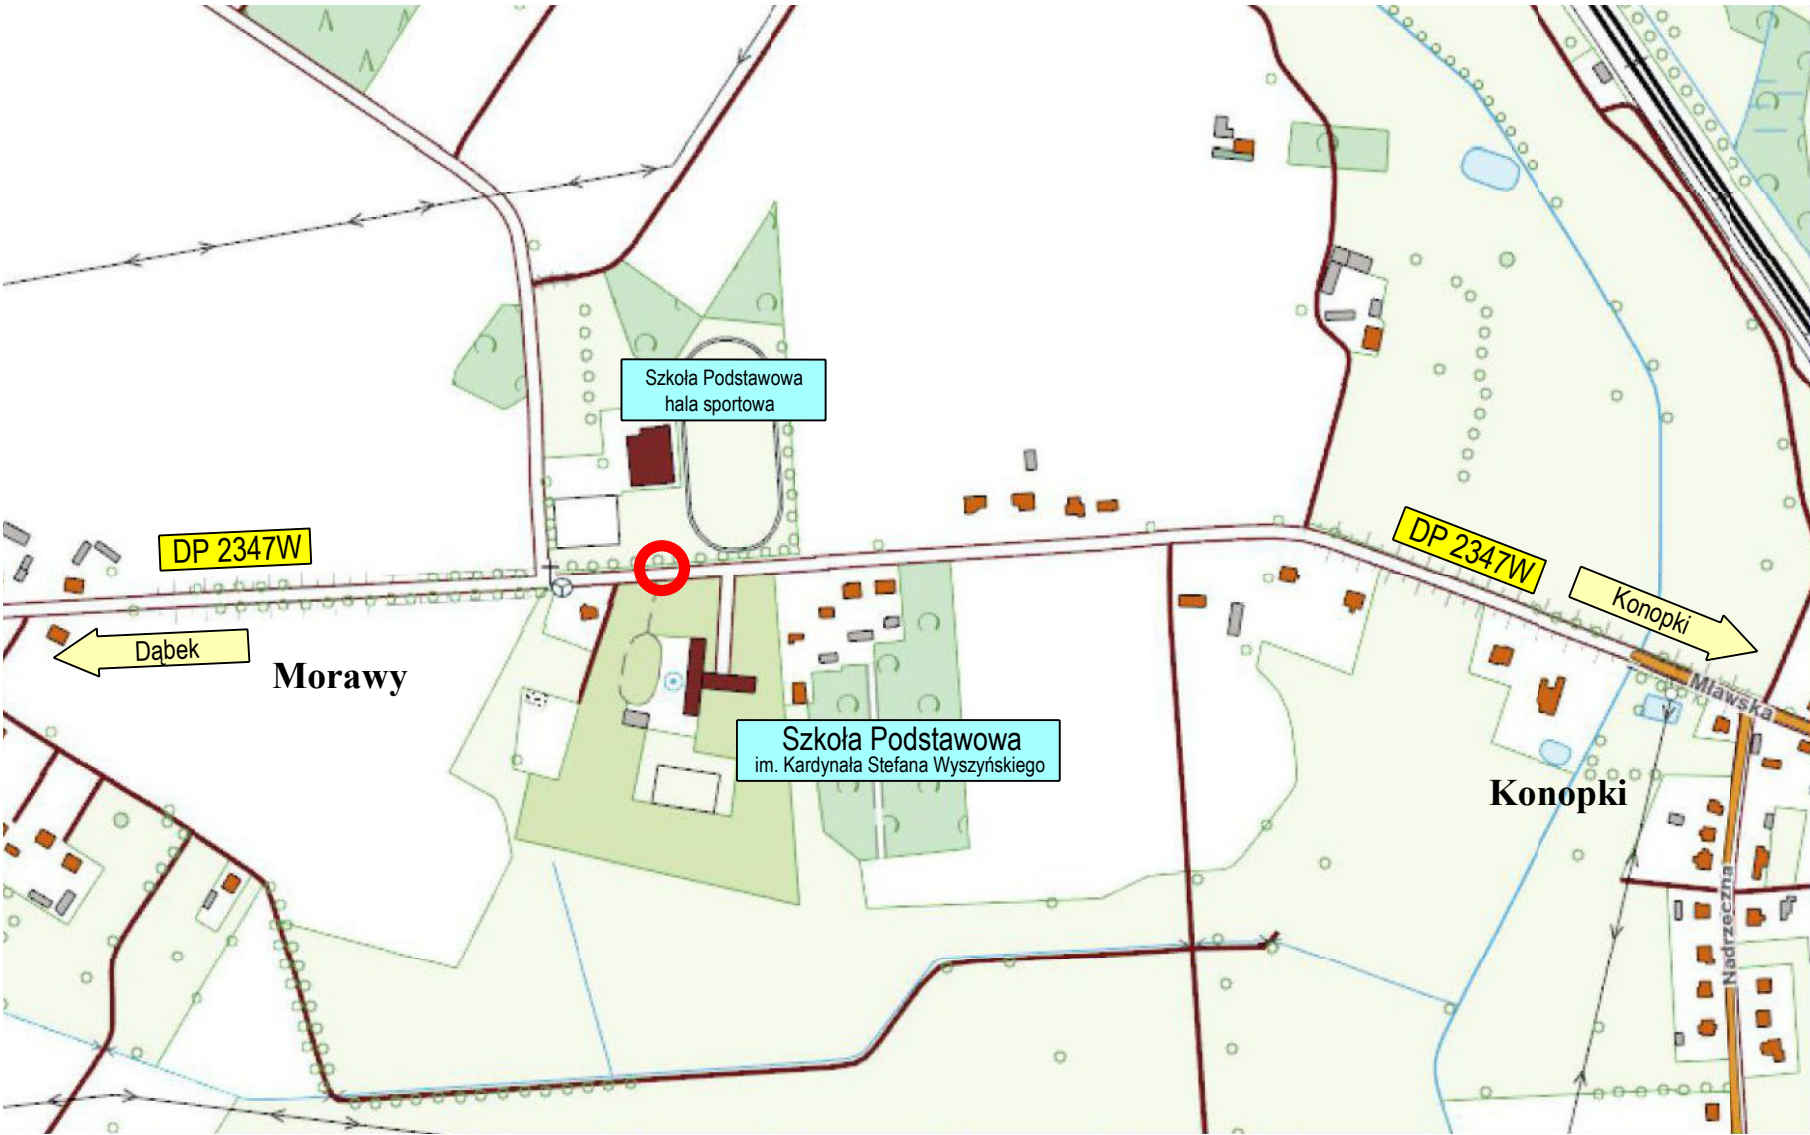 Szkoła Podstawowa
hala sportowa
DP 2347W
DP 2347W
Konopki
Dąbek
Morawy
Mławska
Szkoła Podstawowa
im. Kardynała Stefana Wyszyńskiego
Konopki
Nadrzeczna